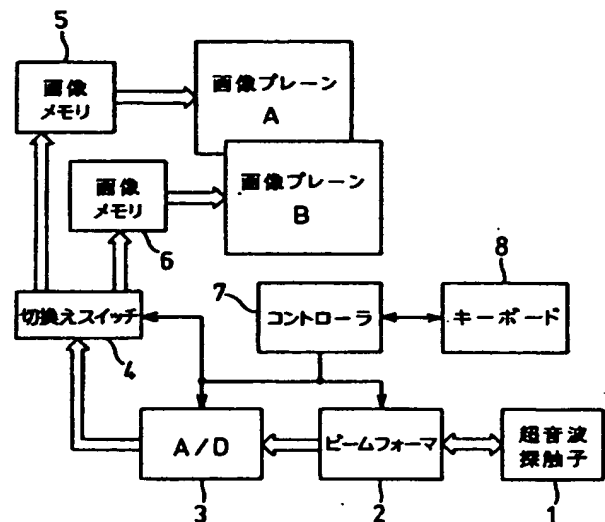 5
画像
メモリ
画像プレーン
A
画像
メモリ
6
画像プレーン
B
切換えスイッチ
4
7
コントローラ
8
キーボード
A/D
3
ビームフォーマ
2
超音波
探触子
1